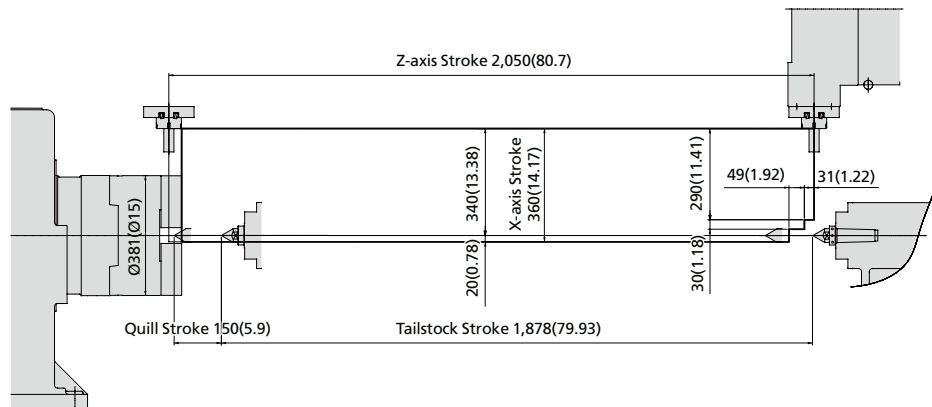 Z-axis Stroke 2,050(80.7)
340(13.38)
X-axis Stroke
360(14.17)
290(11.41)
49(1.92)
31(1.22)
Ø381(Ø15)
20(0.78)
30(1.18)
Quill Stroke 150(5.9)
Tailstock Stroke 1,878(79.93)